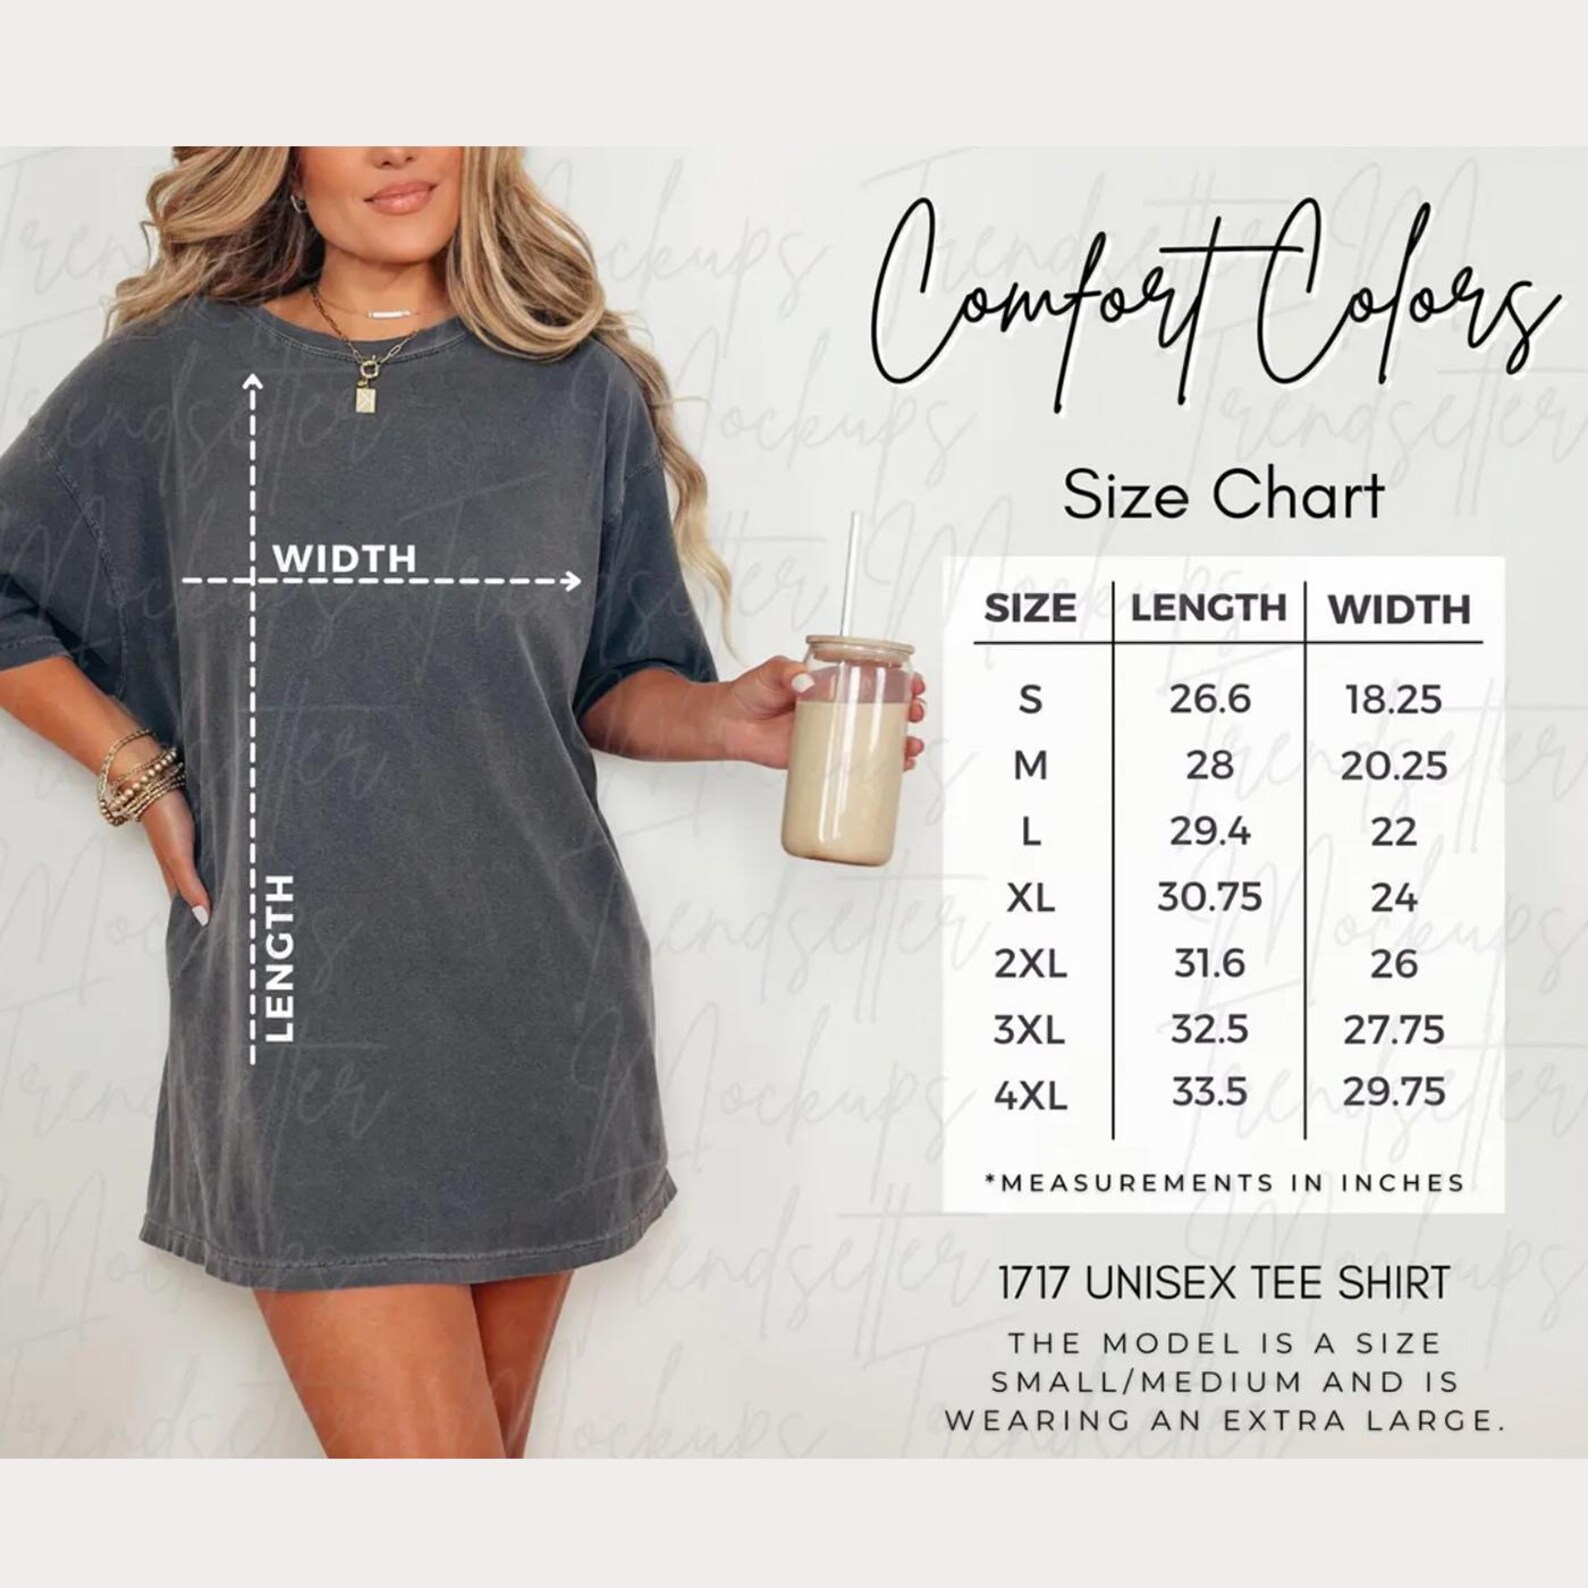 Comfort Colors
Size Chart
WIDTH
LENGTH
SIZE LENGTH WIDTH
S 26.6 18.25
M 28 20.25
L 29.4 22
XL 30.75 24
2XL 31.6 26
3XL 32.5 27.75
4XL 33.5 29.75
*MEASUREMENTS IN INCHES
1717 UNISEX TEE SHIRT
THE MODEL IS A SIZE
SMALL/MEDIUM AND IS
WEARING AN EXTRA LARGE.
Trendsetter
Mockups